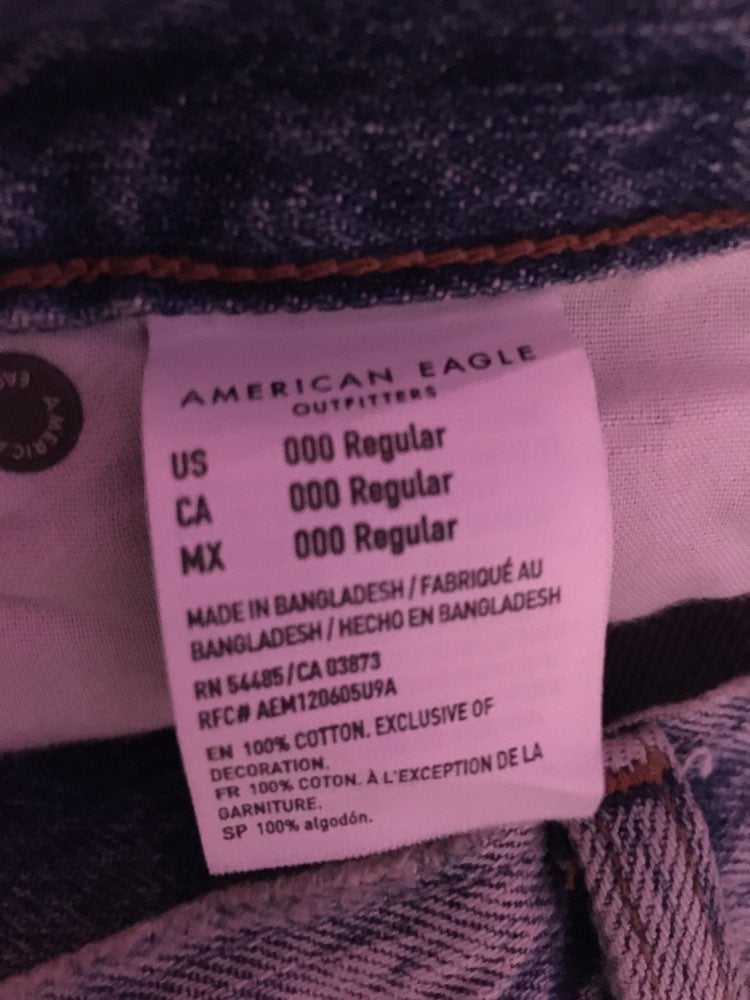 AMERICAN EAGLE
OUTFITTERS
US 000 Regular
CA 000 Regular
MX 000 Regular
MADE IN BANGLADESH / FABRIQUÉ AU
BANGLADESH / HECHO EN BANGLADESH
RN 54485 / CA 03873
RFC# AEM120605U9A
EN 100% COTTON. EXCLUSIVE OF
DECORATION.
FR 100% COTON. À L'EXCEPTION DE LA
GARNITURE.
SP 100% algodón.